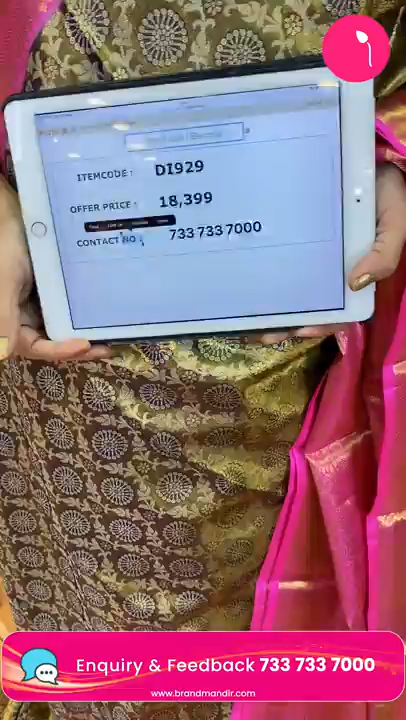 ITEMCODE : DI929
OFFER PRICE : 18,399
CONTACT NO : 733 733 7000
Enquiry & Feedback 733 733 7000
www.brandmandir.com